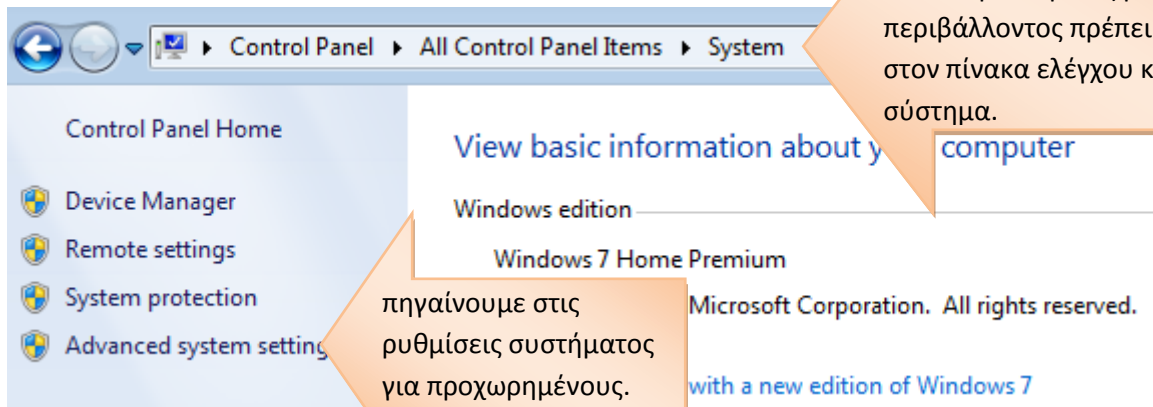 περιβάλλοντος πρέπει
στον πίνακα ελέγχου
σύστημα.
Control Panel All Control Panel Items System
Control Panel Home
Device Manager
Remote settings
System protection
Advanced system setting
View basic information about computer
Windows edition
Windows 7 Home Premium
Microsoft Corporation. All rights reserved.
with a new edition of Windows 7
πηγαίνουμε στις
ρυθμίσεις συστήματος
για προχωρημένους.